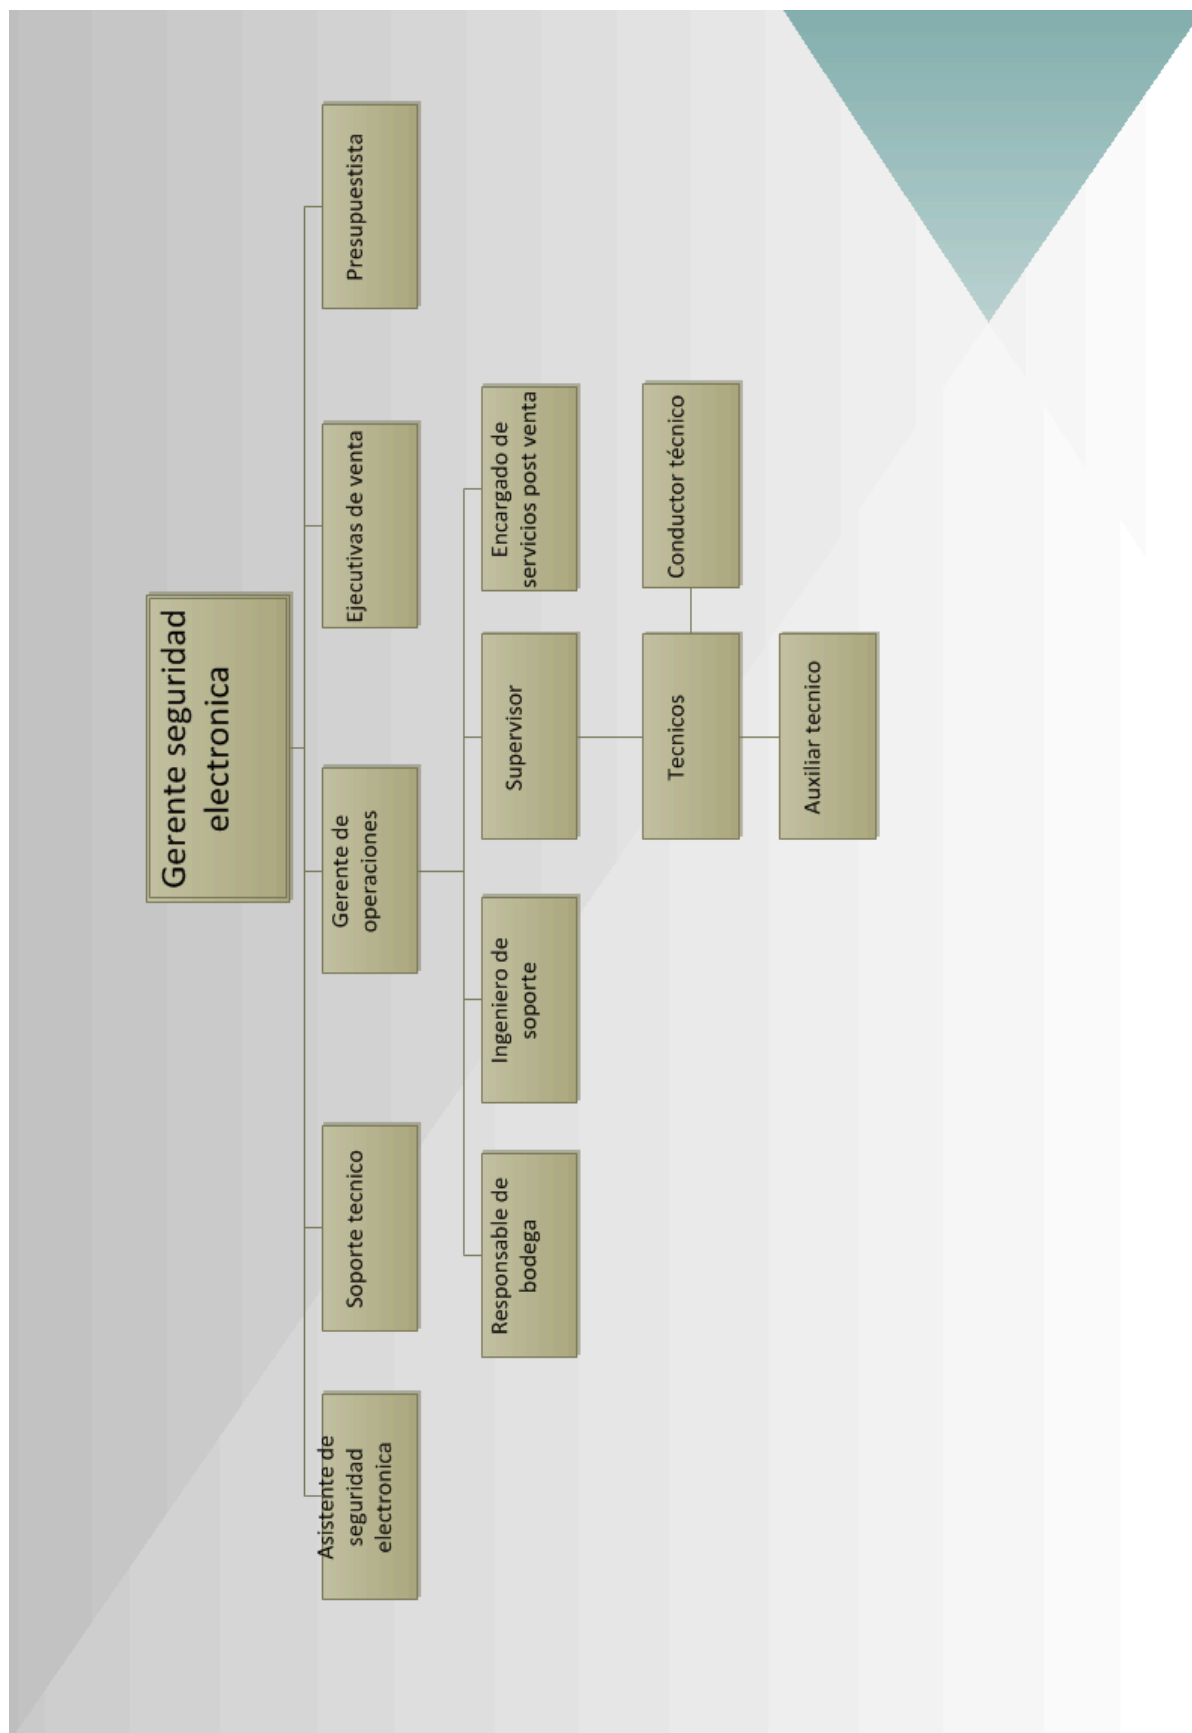 Gerente seguridad
electronica
Asistente de
seguridad
electronica
Soporte tecnico
Gerente de
operaciones
Ejecutivas de venta
Presupuestista
Responsable de
bodega
Ingeniero de
soporte
Supervisor
Encargado de
servicios post venta
Tecnicos
Conductor técnico
Auxiliar tecnico